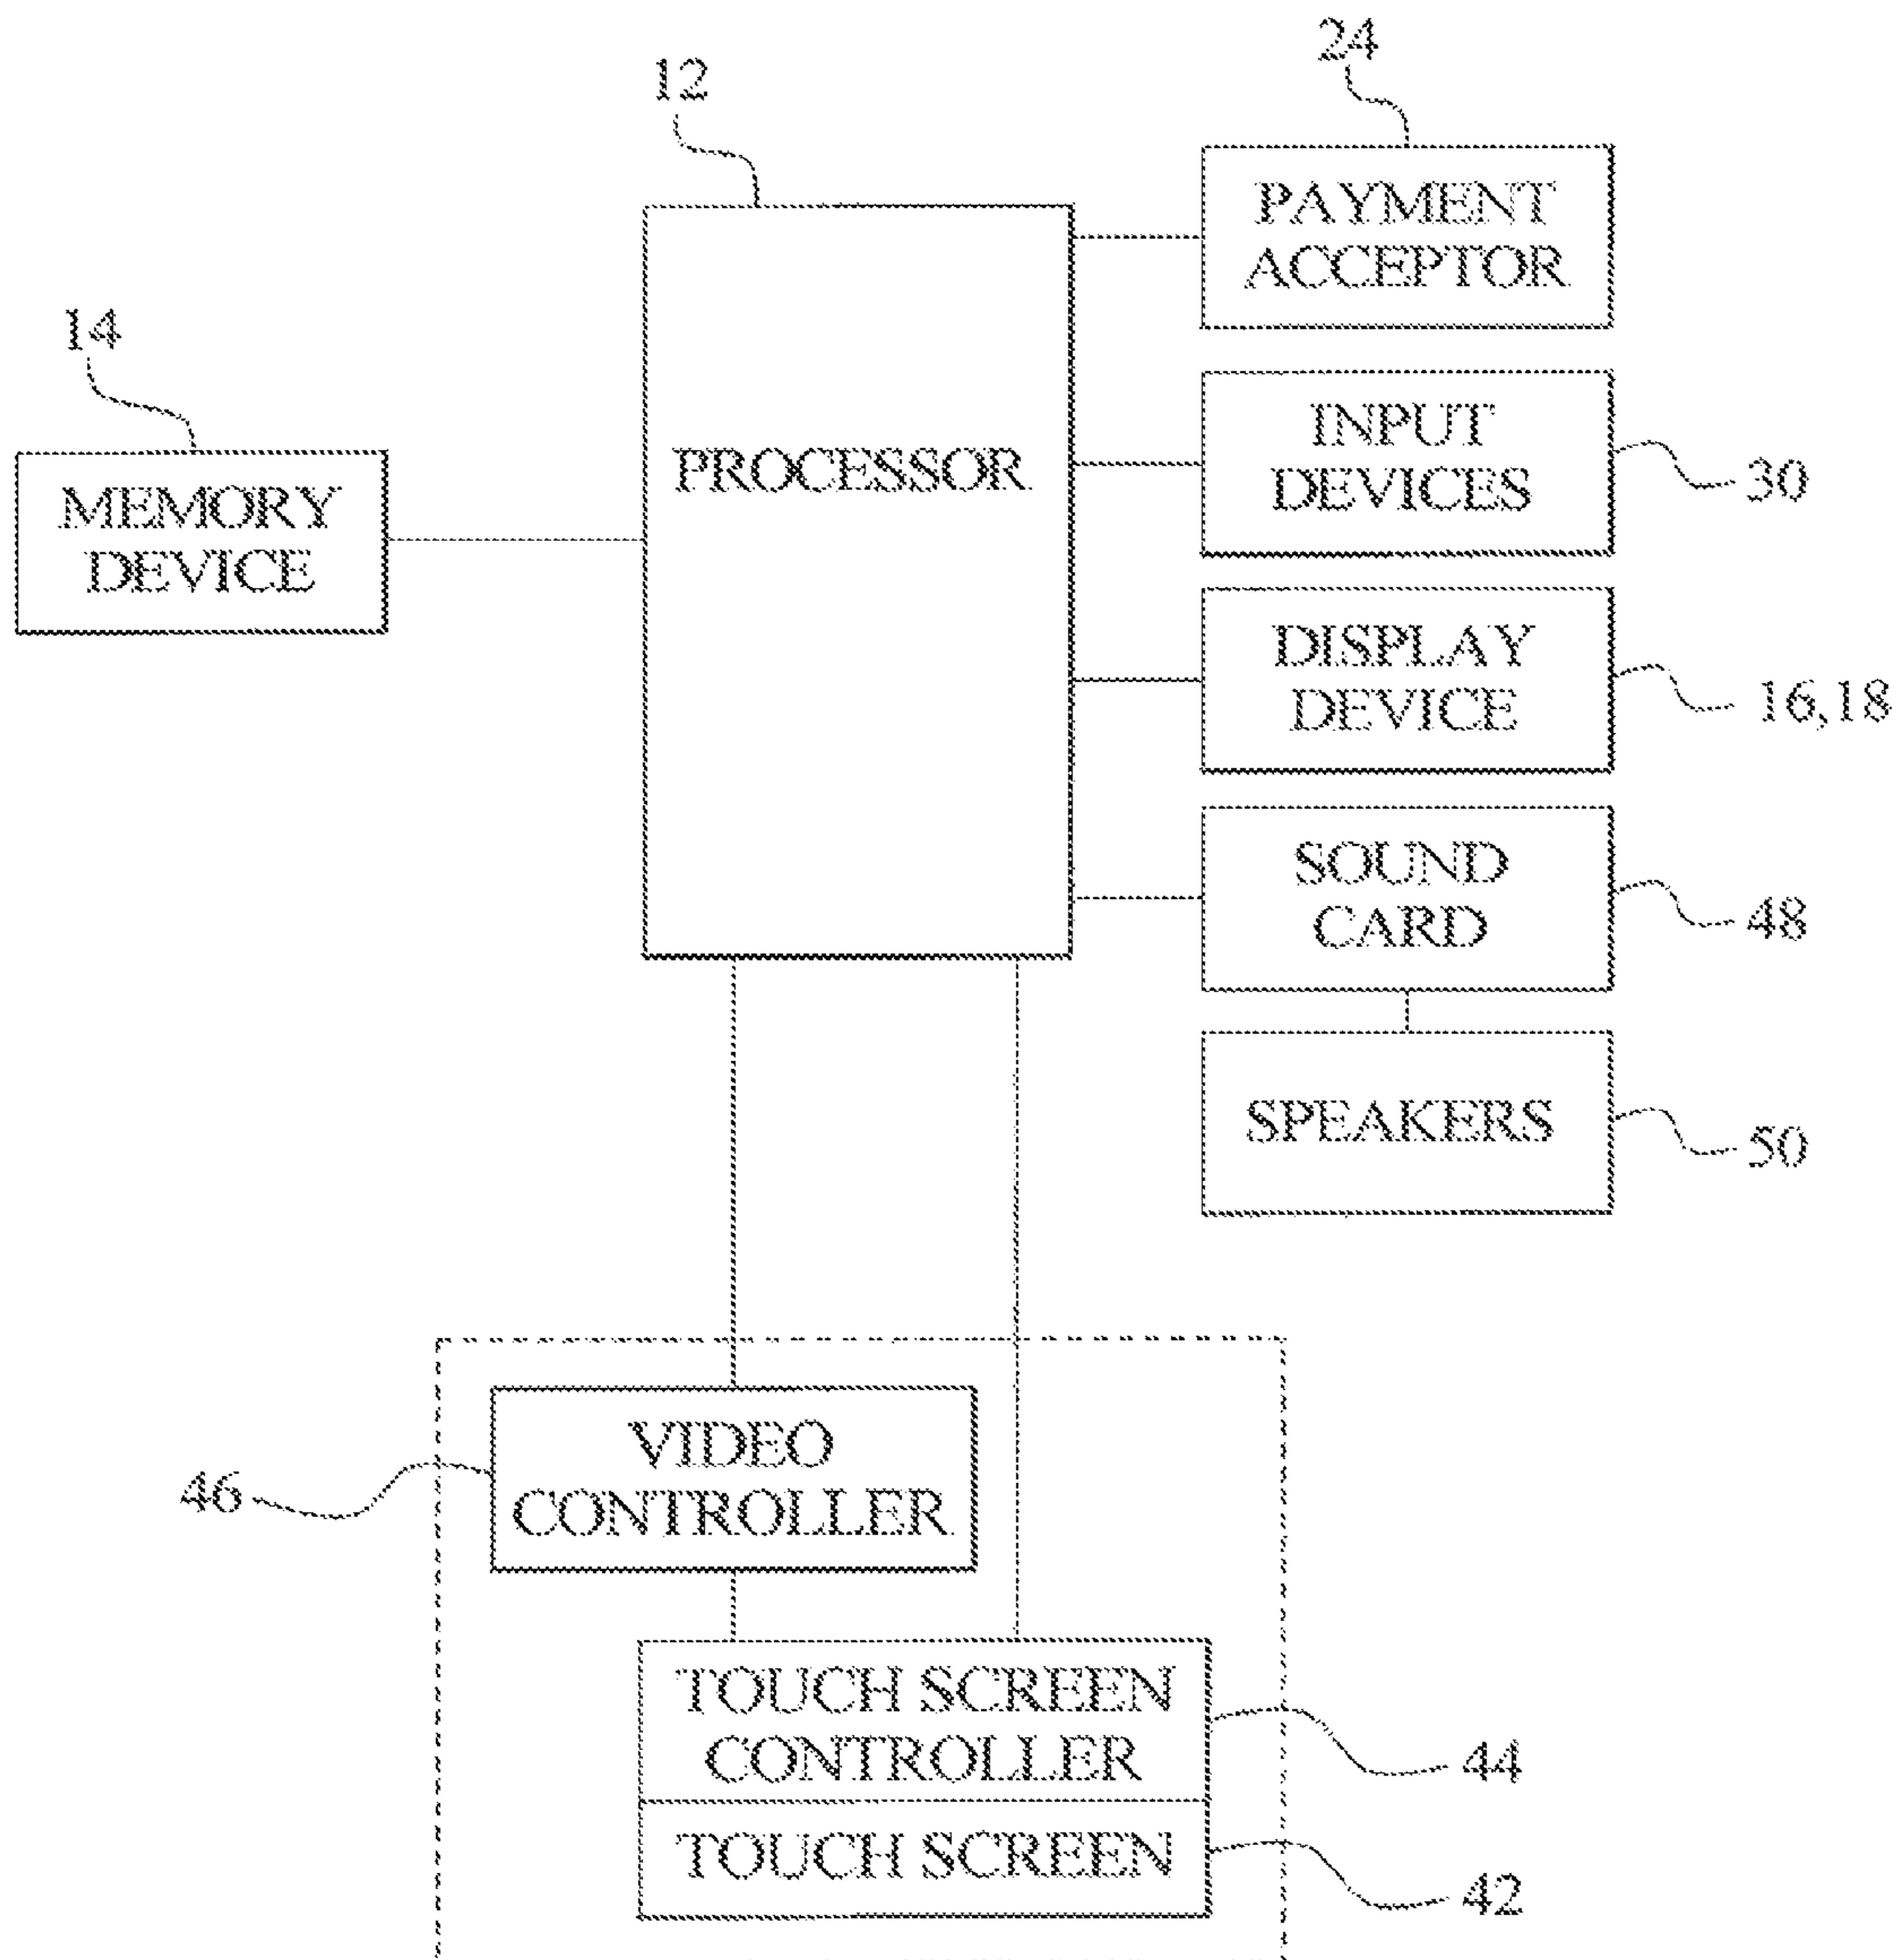 24
12
PAYMENT
ACCEPTOR
14
INPUT
DEVICES
30
PROCESSOR
MEMORY
DEVICE
DISPLAY
DEVICE
16,18
SOUND
CARD
48
SPEAKERS
50
VIDEO
CONTROLLER
46
TOUCH SCREEN
CONTROLLER
44
TOUCH SCREEN
42